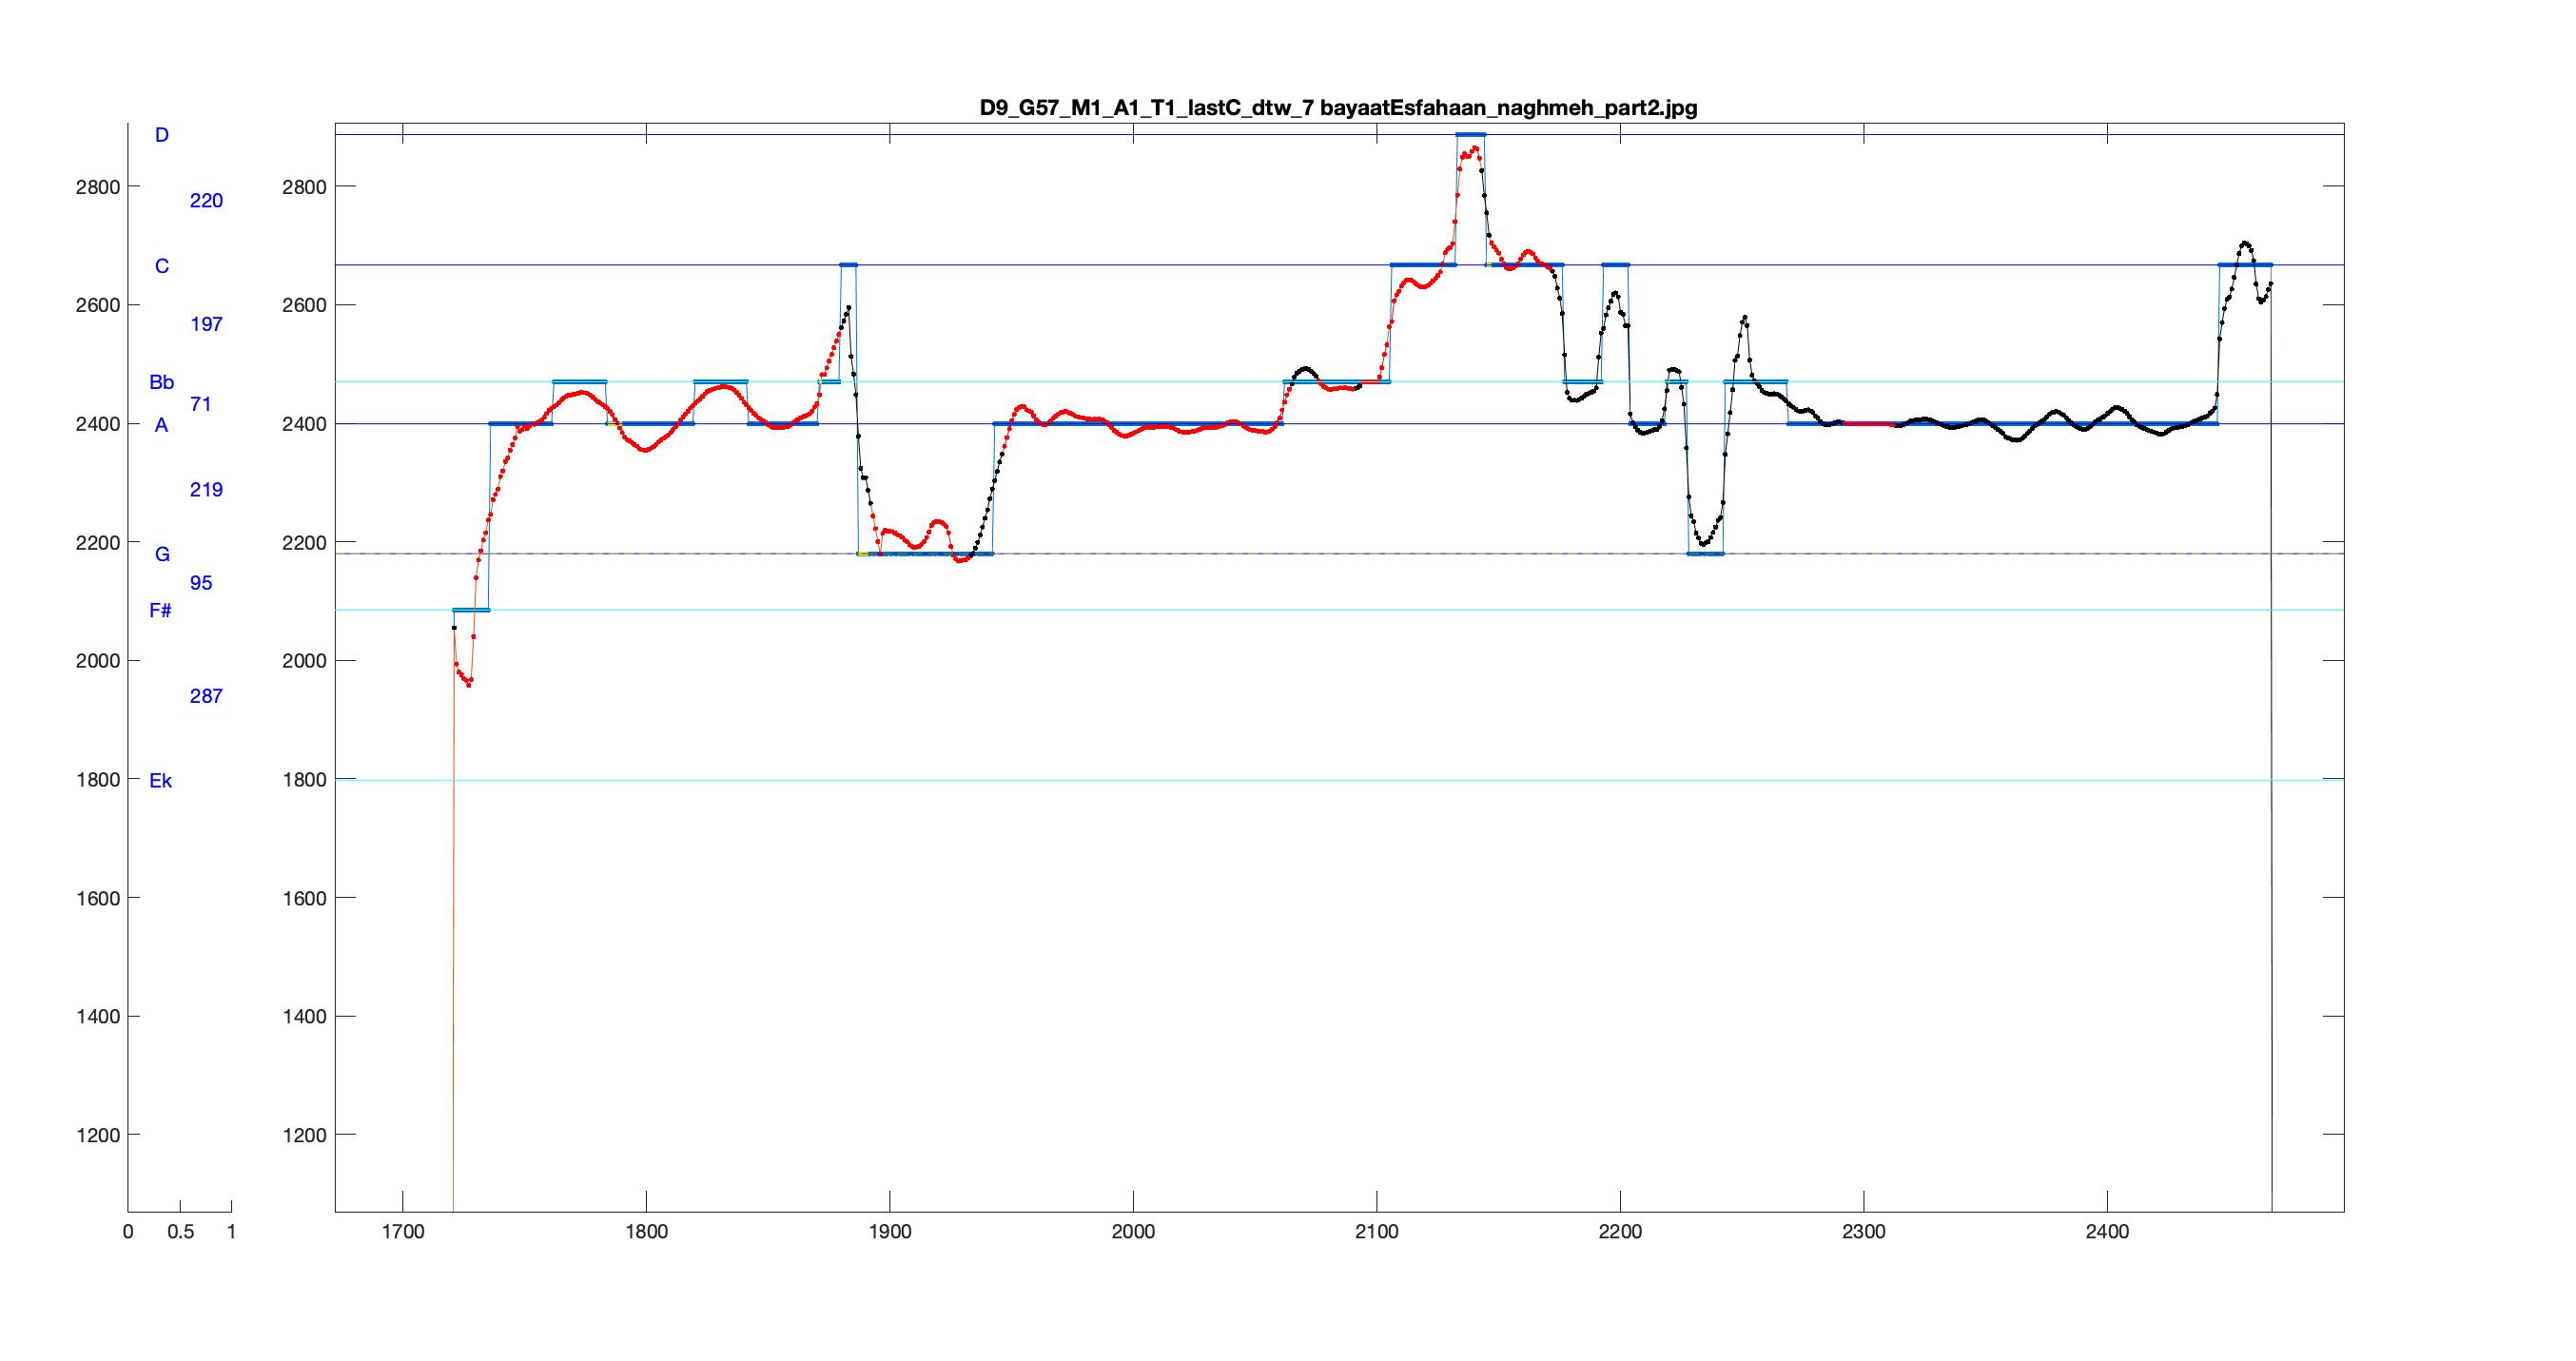 D9_G57_M1_A1_T1_lastC_dtw_7 bayaatEsfahaan_naghmeh_part2.jpg
D
2800 2800
220
C
2600 2600
197
Bb
71
2400 A 2400
219
2200 2200
G
95
F#
2000 2000
287
1800 Ek 1800
1600 1600
1400 1400
1200 1200
0 0.5 1 1700 1800 1900 2000 2100 2200 2300 2400